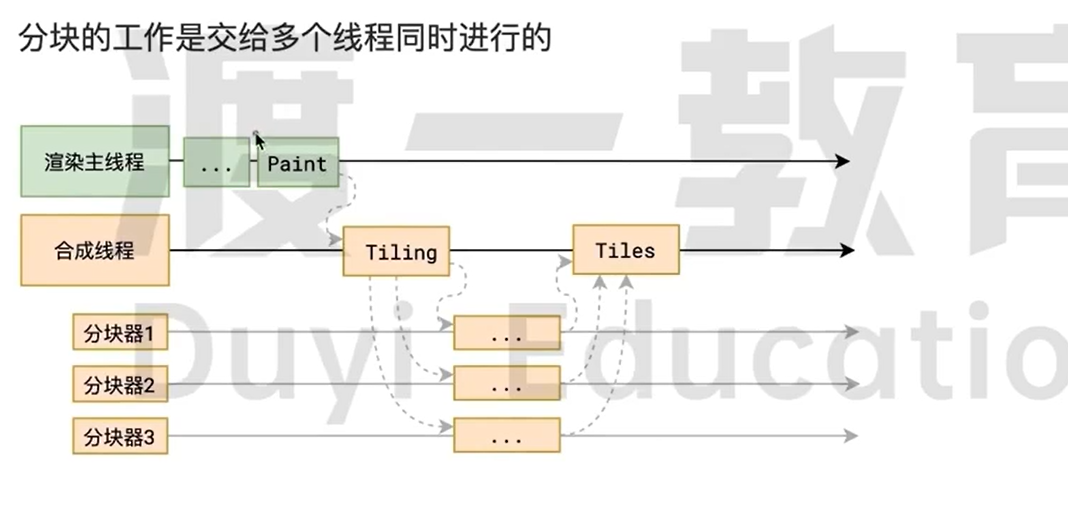 分块的工作是交给多个线程同时进行的
渡一教育
渲染主线程
...
Paint
合成线程
Tiling
Tiles
Duyi Educatio
分块器1
...
分块器2
...
分块器3
...